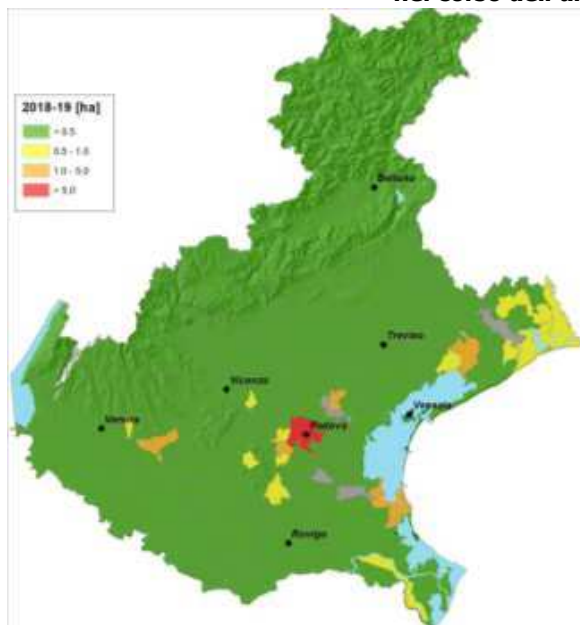 2018-19 [ha]
< 0.5
0.5 - 1.0
1.0 - 5.0
> 5.0
Belluno
Treviso
Vicenza
Venezia
Verona
Padova
Rovigo